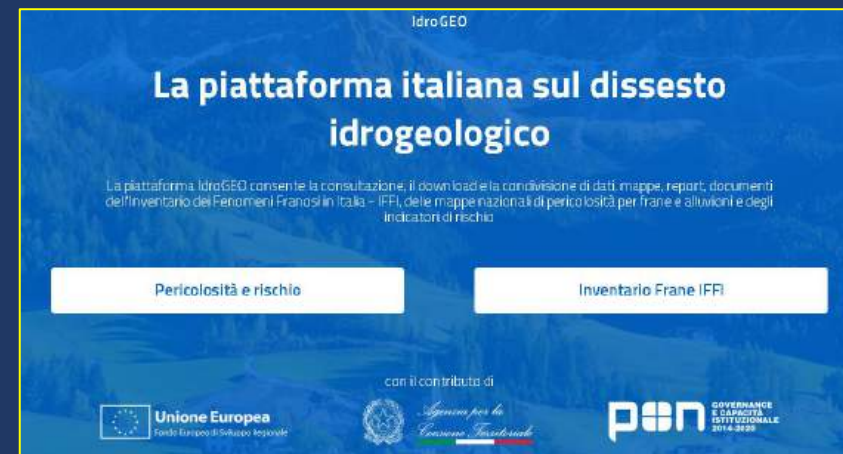 IdroGEO
La piattaforma italiana sul dissesto
idrogeologico
La piattaforma IdroGEO consente la consultazione, il download e la condivisione di dati, mappe, report, documenti
dell'Inventario dei Fenomeni Franosi in Italia – IFFI, delle mappe nazionali di pericolosità per frane e alluvioni e degli
indicatori di rischio
Pericolosità e rischio
Inventario Frane IFFI
con il contributo di
Unione Europea
Fondo Europeo di Sviluppo Regionale
Agenzia per la
Coesione Territoriale
pon
GOVERNANCE
E CAPACITÀ
ISTITUZIONALE
2014-2020